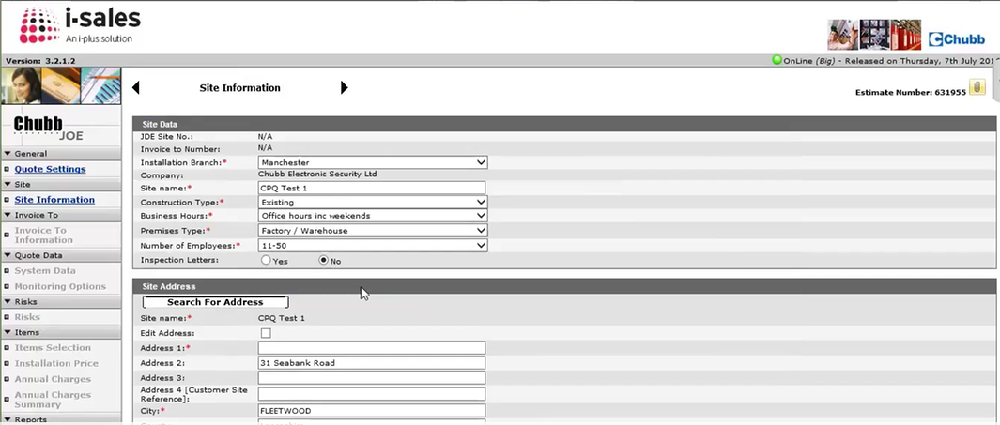 i-sales
An i-plus solution
Chubb
Version: 3.2.1.2
OnLine (Big) - Released on Thursday, 7th July 201
Site Information
Estimate Number: 631955
Chubb
JOE
General
Quote Settings
Site
Site Information
Invoice To
Invoice To
Information
Quote Data
System Data
Monitoring Options
Risks
Risks
Items
Items Selection
Installation Price
Annual Charges
Annual Charges
Summary
Reports
Site Data
JDE Site No.: N/A
Invoice to Number: N/A
Installation Branch:* Manchester
Company: Chubb Electronic Security Ltd
Site name:* CPQ Test 1
Construction Type:* Existing
Business Hours:* Office hours inc weekends
Premises Type:* Factory / Warehouse
Number of Employees:* 11-50
Inspection Letters: Yes No
Site Address
Search For Address
Site name:* CPQ Test 1
Edit Address:
Address 1:*
Address 2: 31 Seabank Road
Address 3:
Address 4 [Customer Site
Reference]:
City:* FLEETWOOD